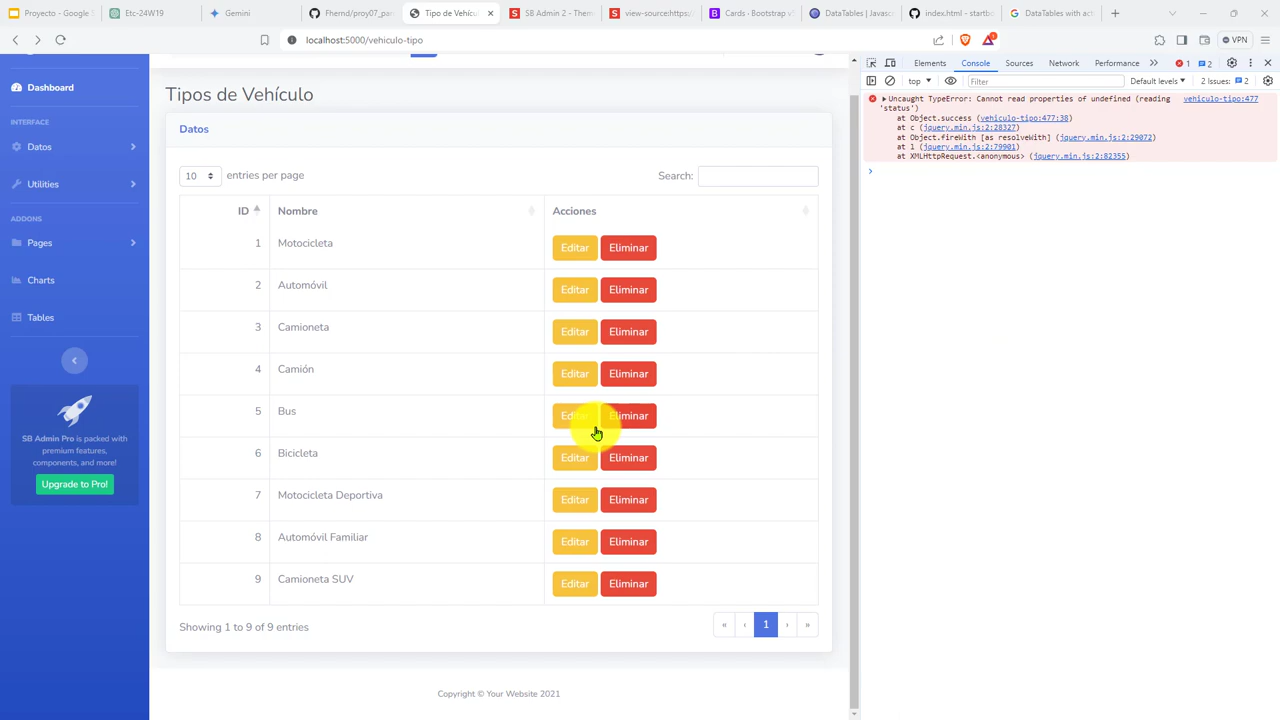 Proyecto - Google S
Etc-24W19
Gemini
Fhernd/proy07_pa
Tipo de Vehícu
SB Admin 2 - Them
view-source:https:/
Cards · Bootstrap v
DataTables | Javasc
index.html - startbo
DataTables with act
localhost:5000/vehiculo-tipo
VPN
Dashboard
INTERFACE
Datos
Utilities
ADDONS
Pages
Charts
Tables
SB Admin Pro is packed with
premium features,
components, and more!
Upgrade to Pro!
Tipos de Vehículo
Datos
10 entries per page
Search:
ID Nombre Acciones
1 Motocicleta Editar Eliminar
2 Automóvil Editar Eliminar
3 Camioneta Editar Eliminar
4 Camión Editar Eliminar
5 Bus Editar Eliminar
6 Bicicleta Editar Eliminar
7 Motocicleta Deportiva Editar Eliminar
8 Automóvil Familiar Editar Eliminar
9 Camioneta SUV Editar Eliminar
Showing 1 to 9 of 9 entries
« ‹ 1 › »
Copyright © Your Website 2021
Elements Console Sources Network Performance » 1 2
top Filter Default levels 2 Issues: 2
Uncaught TypeError: Cannot read properties of undefined (reading vehiculo-tipo:477
'status')
at Object.success (vehiculo-tipo:477:38)
at c (jquery.min.js:2:28327)
at Object.fireWith [as resolveWith] (jquery.min.js:2:29072)
at l (jquery.min.js:2:79901)
at XMLHttpRequest.<anonymous> (jquery.min.js:2:82355)